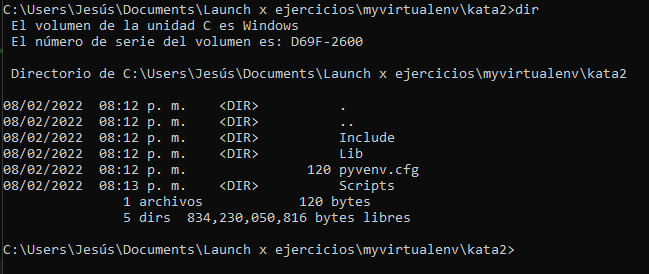 C:\Users\Jesús\Documents\Launch x ejercicios\myvirtualenv\kata2>dir
 El volumen de la unidad C es Windows
 El número de serie del volumen es: D69F-2600

 Directorio de C:\Users\Jesús\Documents\Launch x ejercicios\myvirtualenv\kata2

08/02/2022  08:12 p. m.    <DIR>          .
08/02/2022  08:12 p. m.    <DIR>          ..
08/02/2022  08:12 p. m.    <DIR>          Include
08/02/2022  08:12 p. m.    <DIR>          Lib
08/02/2022  08:12 p. m.               120 pyvenv.cfg
08/02/2022  08:13 p. m.    <DIR>          Scripts
               1 archivos            120 bytes
               5 dirs  834,230,050,816 bytes libres

C:\Users\Jesús\Documents\Launch x ejercicios\myvirtualenv\kata2>